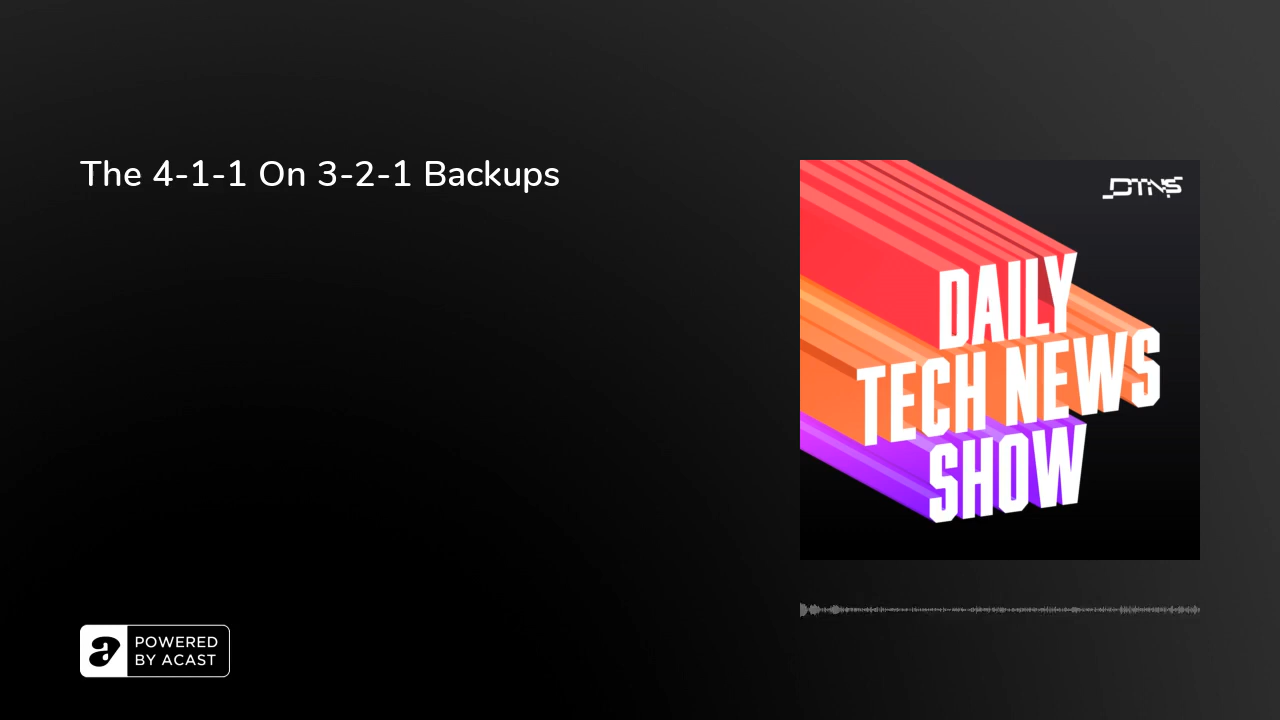 The 4-1-1 On 3-2-1 Backups
DTNS
DAILY
TECH NEWS
SHOW
POWERED
BY ACAST